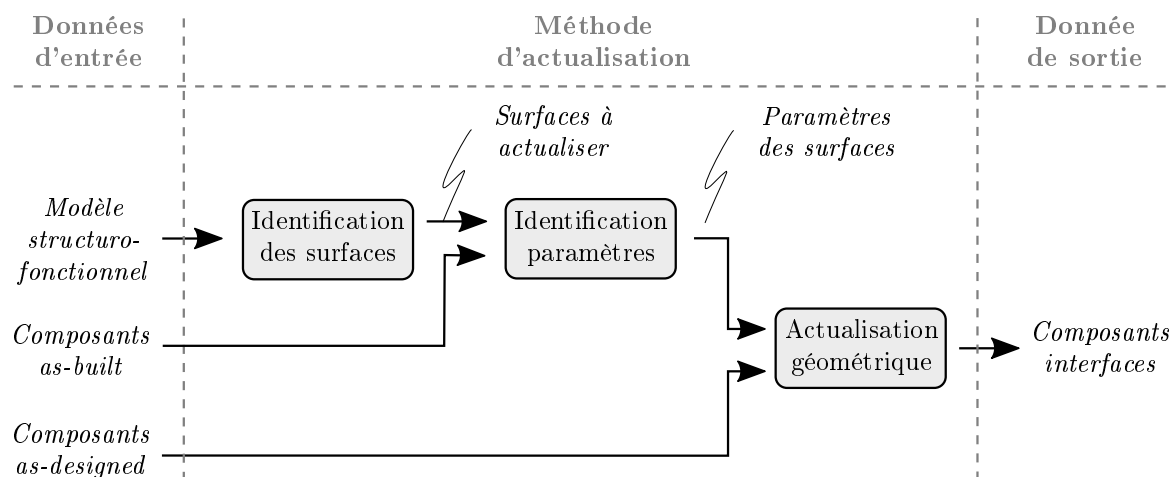 Données
d'entrée
Méthode
d'actualisation
Donnée
de sortie
Surfaces à
actualiser
Paramètres
des surfaces
Modèle
structuro-
fonctionnel
Identification
des surfaces
Identification
paramètres
Composants
as-built
Actualisation
géométrique
Composants
interfaces
Composants
as-designed